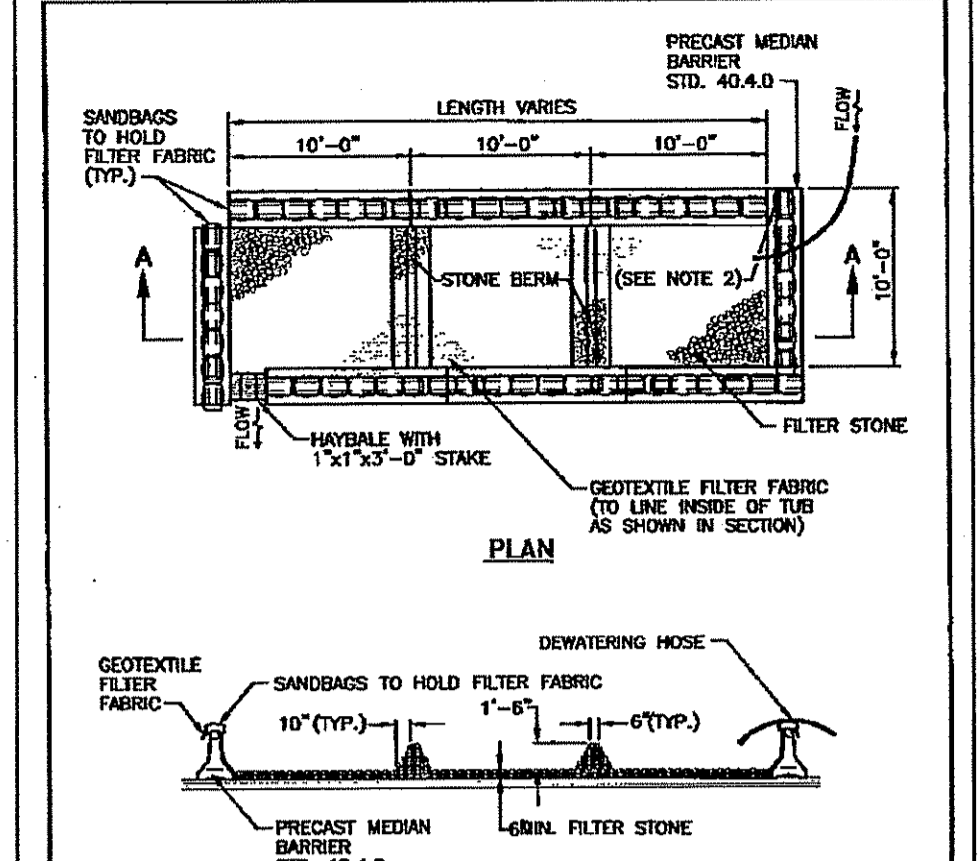 PRECAST MEDIAN
BARRIER
STD. 40.4.0
FLOW
SANDBAGS
TO HOLD
FILTER FABRIC
(TYP.)
LENGTH VARIES
10'-0"
10'-0"
10'-0"
A
STONE BERM
(SEE NOTE 2)
A
10'-0"
FLOW
HAYBALE WITH
1"x1"x3'-0" STAKE
FILTER STONE
GEOTEXTILE FILTER FABRIC
(TO LINE INSIDE OF TUB
AS SHOWN IN SECTION)
PLAN
DEWATERING HOSE
GEOTEXTILE
FILTER
FABRIC
SANDBAGS TO HOLD FILTER FABRIC
10" (TYP.)
1'-6"
6"(TYP.)
PRECAST MEDIAN
BARRIER
6"MIN. FILTER STONE